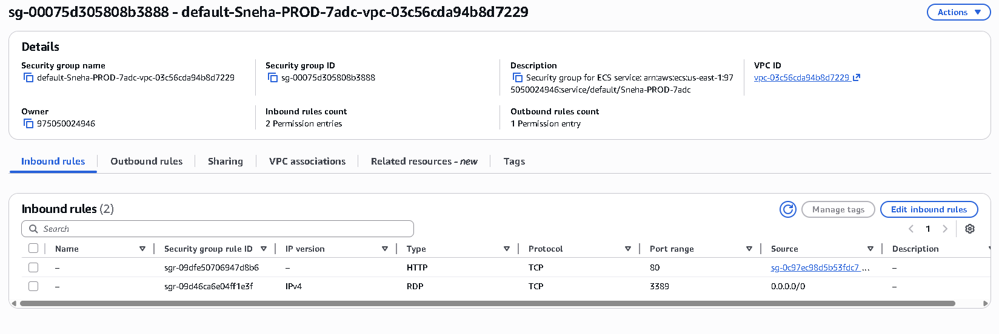 sg-00075d305808b3888 - default-Sneha-PROD-7adc-vpc-03c56cda94b8d7229
Actions
Details
Security group name
default-Sneha-PROD-7adc-vpc-03c56cda94b8d7229
Security group ID
sg-00075d305808b3888
Description
Security group for ECS service: arn:aws:ecs:us-east-1:97
5050024946:service/default/Sneha-PROD-7adc
VPC ID
vpc-03c56cda94b8d7229
Owner
975050024946
Inbound rules count
2 Permission entries
Outbound rules count
1 Permission entry
Inbound rules Outbound rules Sharing VPC associations Related resources - new Tags
Inbound rules (2)
Manage tags
Edit inbound rules
Search
1
Name Security group rule ID IP version Type Protocol Port range Source Description
– sgr-09dfe50706947d8b6 – HTTP TCP 80 sg-0c97ec98d5b53fdc7 ... –
– sgr-09d46ca6e04ff1e3f IPv4 RDP TCP 3389 0.0.0.0/0 –